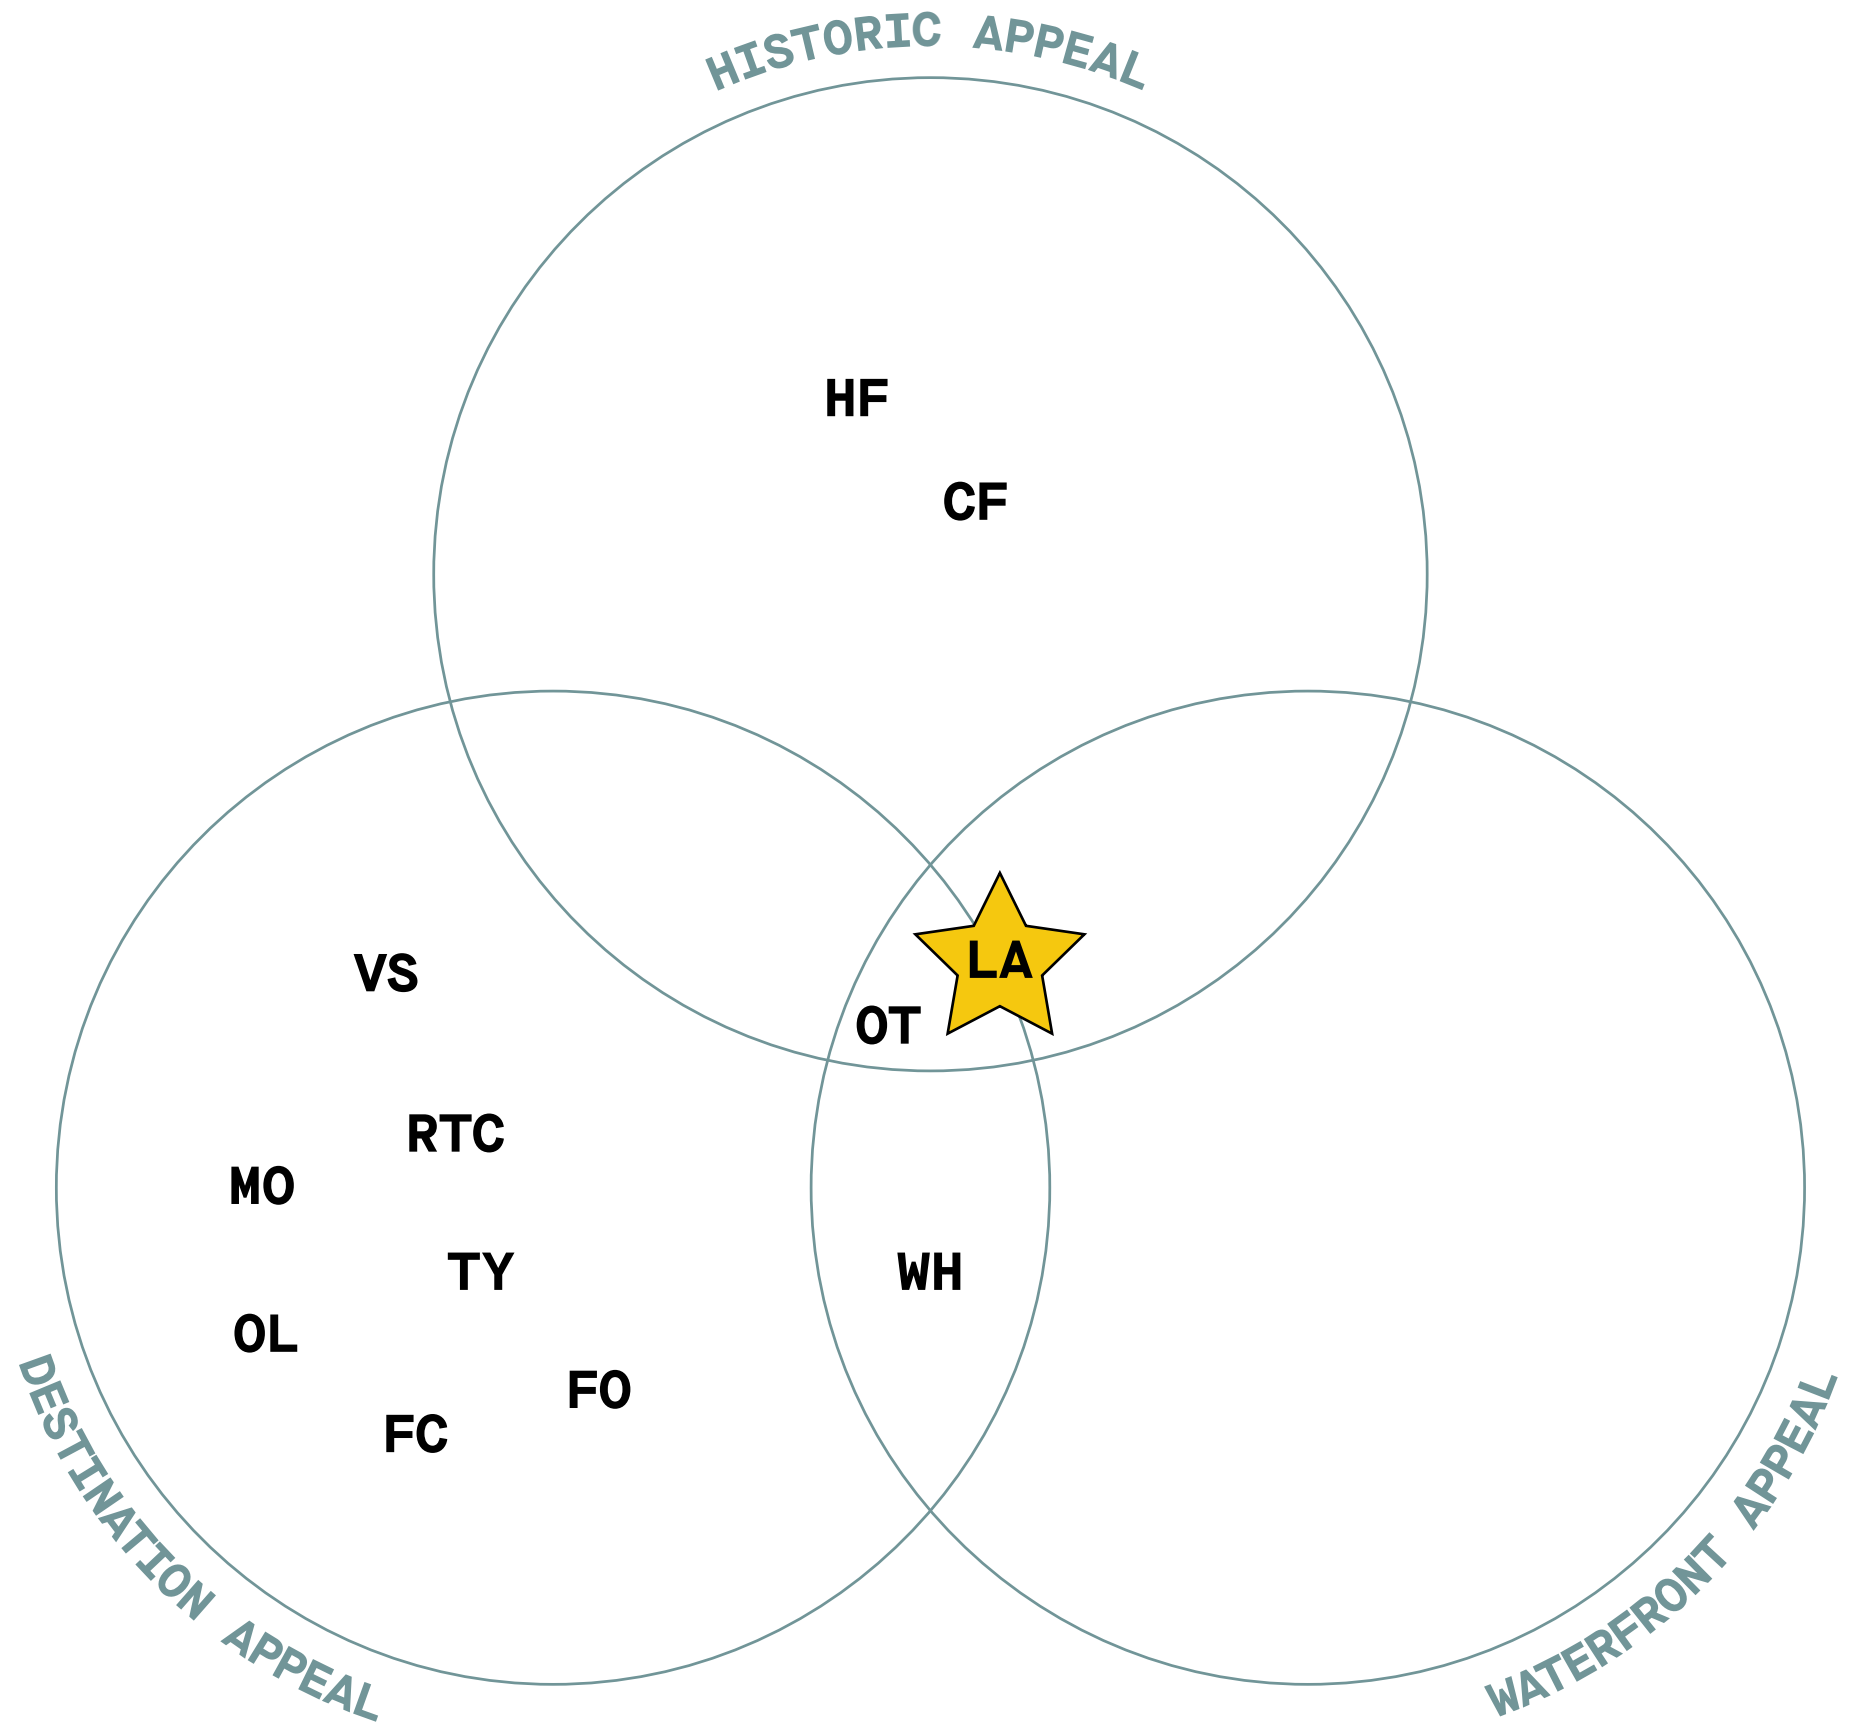 HISTORIC APPEAL
HF
CF
LA
VS
OT
RTC
MO
TY
WH
OL
FO
FC
DESTINATION APPEAL
WATERFRONT APPEAL